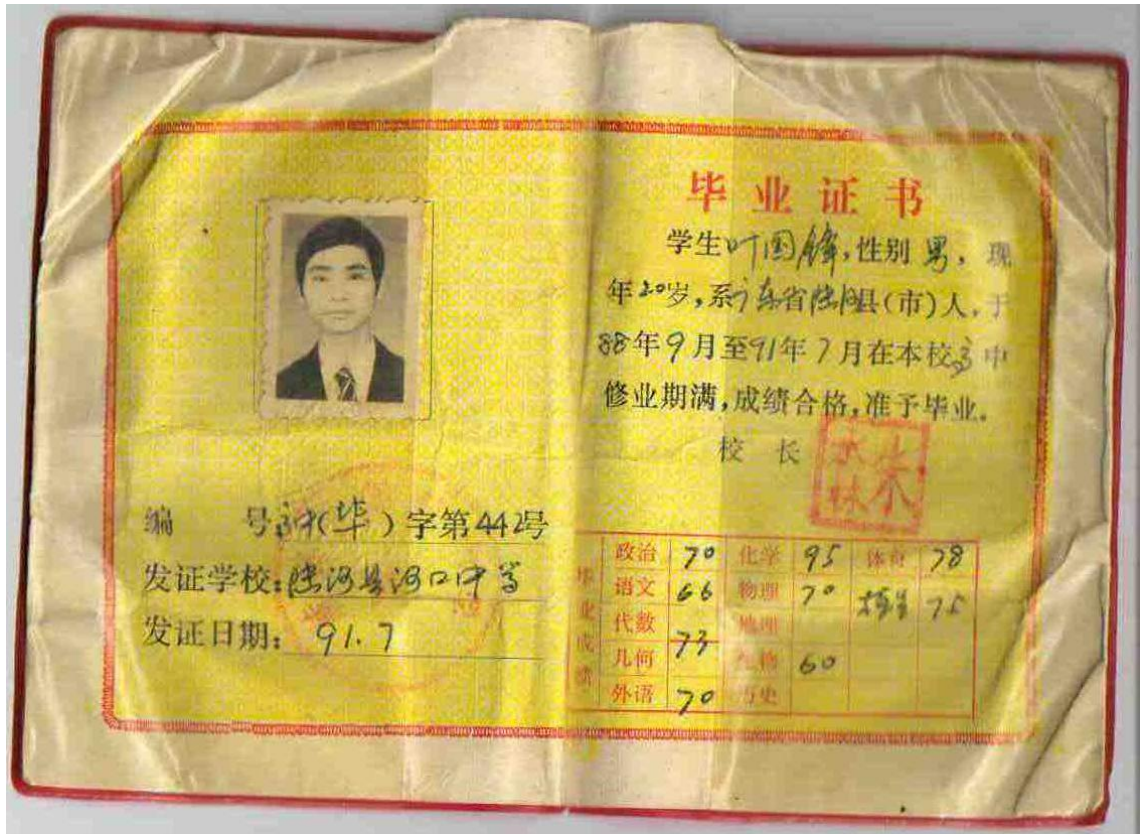 毕业证书
学生叶国锋,性别男,现
年20岁,系广东省陆河县(市)人,于
88年9月至91年7月在本校高中
修业期满,成绩合格,准予毕业。
校长
编号 (毕)字第442号
发证学校:陆河县河口中学
发证日期:91.7
毕业成绩
政治 70 化学 95 体育 78
语文 66 物理 70 75
代数 73 地理
几何 生物 60
外语 70 历史